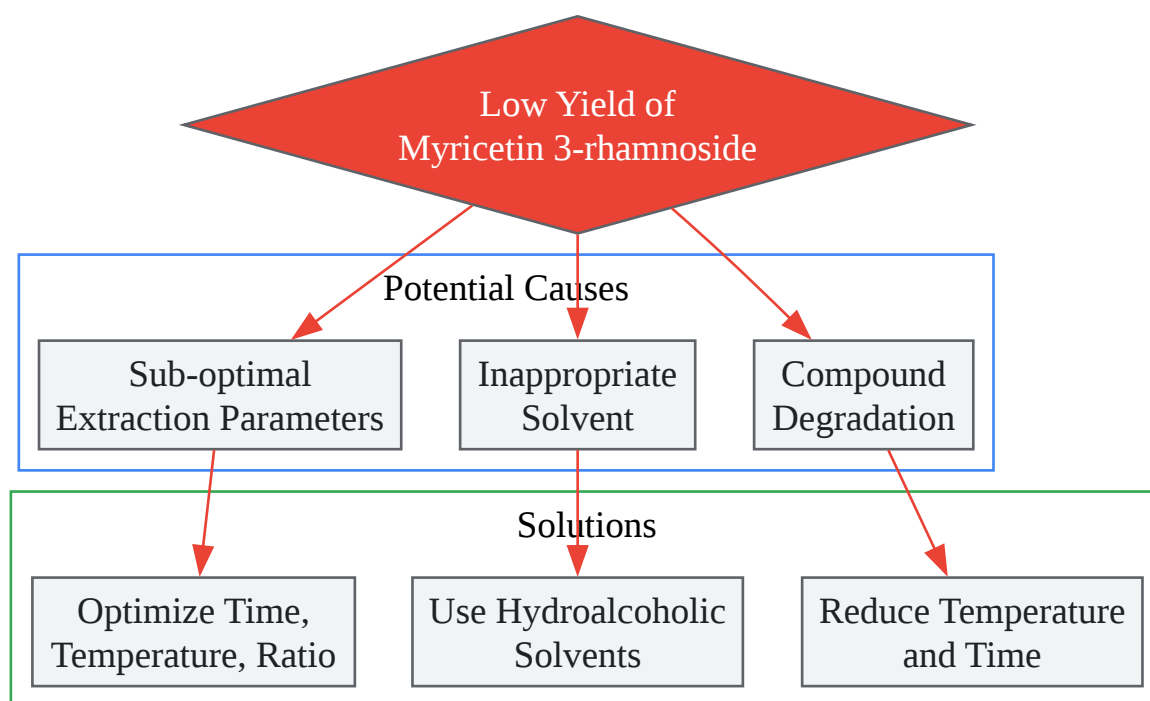 Low Yield of
Myricetin 3-rhamnoside
Potential Causes
Sub-optimal
Extraction Parameters
Inappropriate
Solvent
Compound
Degradation
Solutions
Optimize Time,
Temperature, Ratio
Use Hydroalcoholic
Solvents
Reduce Temperature
and Time